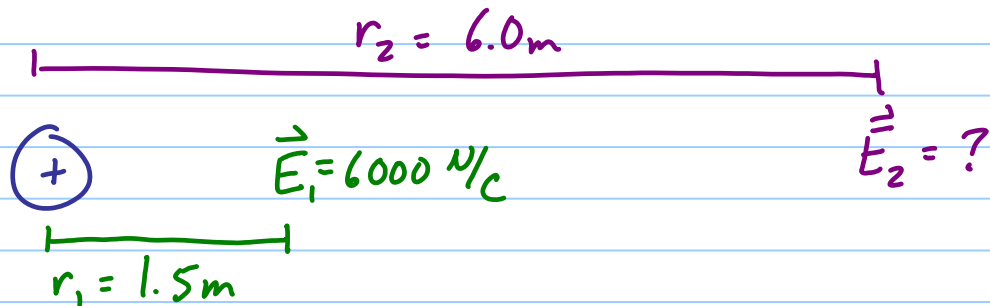 r₂ = 6.0m
+
E⃗₁ = 6000 N/C
E⃗₂ = ?
r₁ = 1.5m